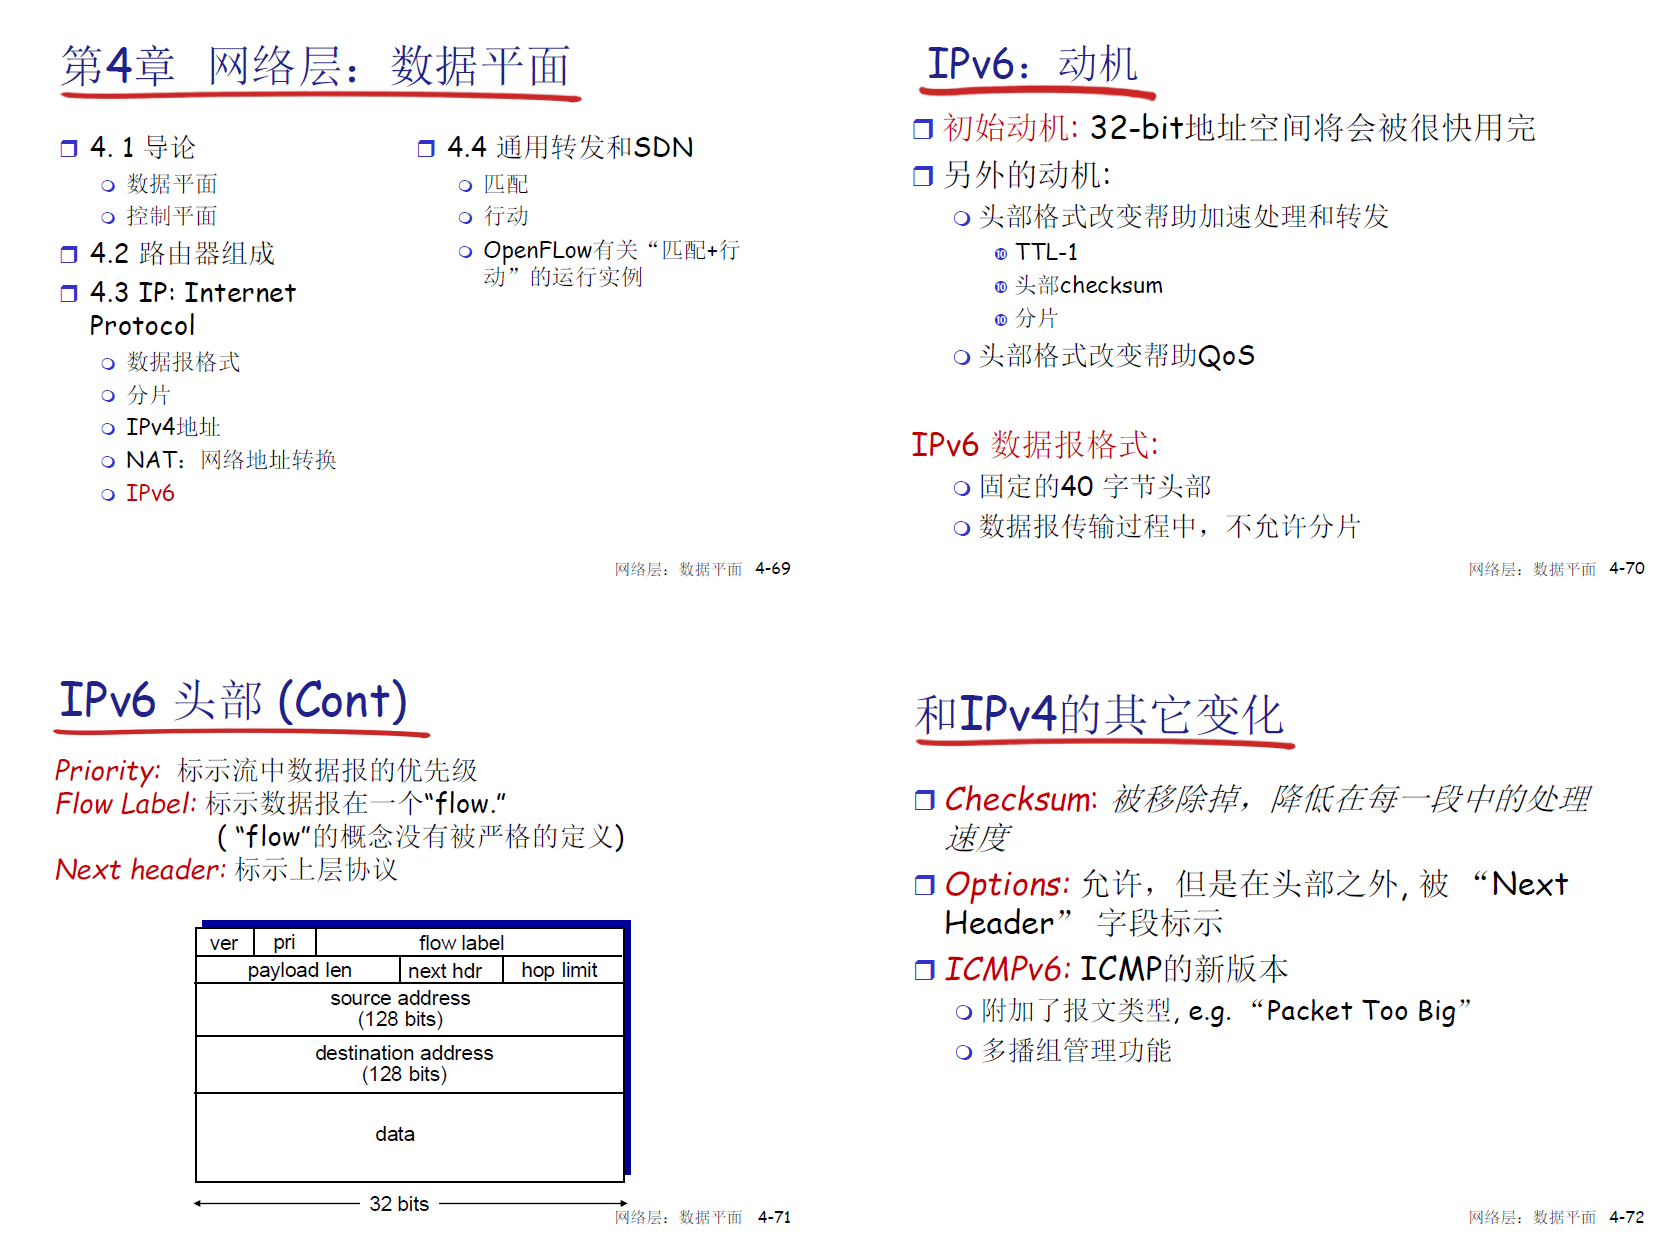 第4章 网络层：数据平面
4. 1 导论
数据平面
控制平面
4.2 路由器组成
4.3 IP: Internet
Protocol
数据报格式
分片
IPv4地址
NAT：网络地址转换
IPv6
4.4 通用转发和SDN
匹配
行动
OpenFLow有关“匹配+行
动”的运行实例
网络层：数据平面 4-69
IPv6：动机
初始动机: 32-bit地址空间将会被很快用完
另外的动机:
头部格式改变帮助加速处理和转发
TTL-1
头部checksum
分片
头部格式改变帮助QoS
IPv6 数据报格式:
固定的40 字节头部
数据报传输过程中，不允许分片
网络层：数据平面 4-70
IPv6 头部 (Cont)
Priority: 标示流中数据报的优先级
Flow Label: 标示数据报在一个“flow.”
( “flow”的概念没有被严格的定义)
Next header: 标示上层协议
ver pri flow label
payload len next hdr hop limit
source address
(128 bits)
destination address
(128 bits)
data
32 bits
网络层：数据平面 4-71
和IPv4的其它变化
Checksum: 被移除掉，降低在每一段中的处理
速度
Options: 允许，但是在头部之外, 被 “Next
Header” 字段标示
ICMPv6: ICMP的新版本
附加了报文类型, e.g. “Packet Too Big”
多播组管理功能
网络层：数据平面 4-72